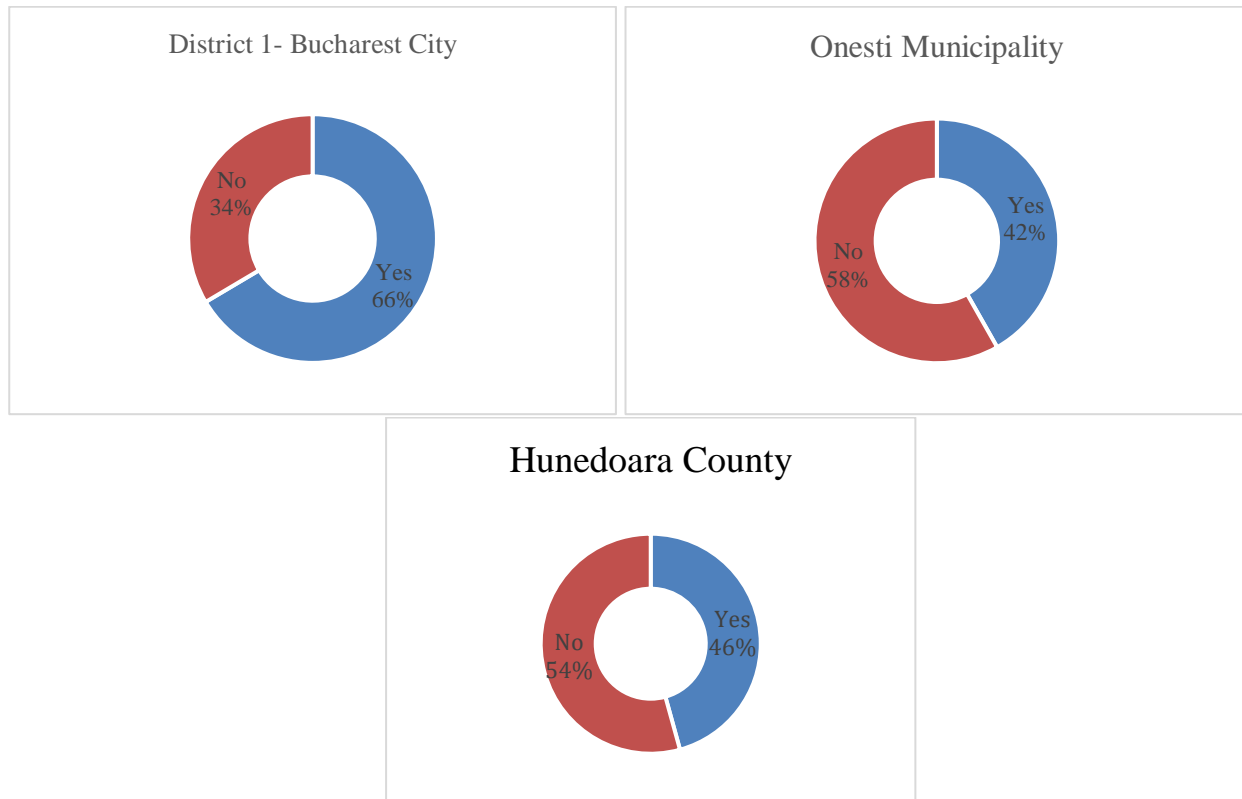 District 1- Bucharest City
No
34%
Yes
66%
Onesti Municipality
Yes
42%
No
58%
Hunedoara County
Yes
46%
No
54%